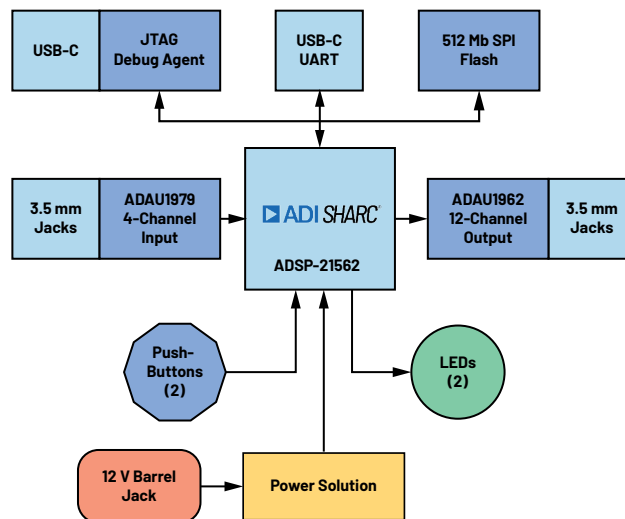 USB-C
JTAG
Debug Agent
USB-C
UART
512 Mb SPI
Flash
3.5 mm
Jacks
ADAU1979
4-Channel
Input
ADI SHARC®
ADSP-21562
ADAU1962
12-Channel
Output
3.5 mm
Jacks
Push-
Buttons
(2)
LEDs
(2)
12 V Barrel
Jack
Power Solution